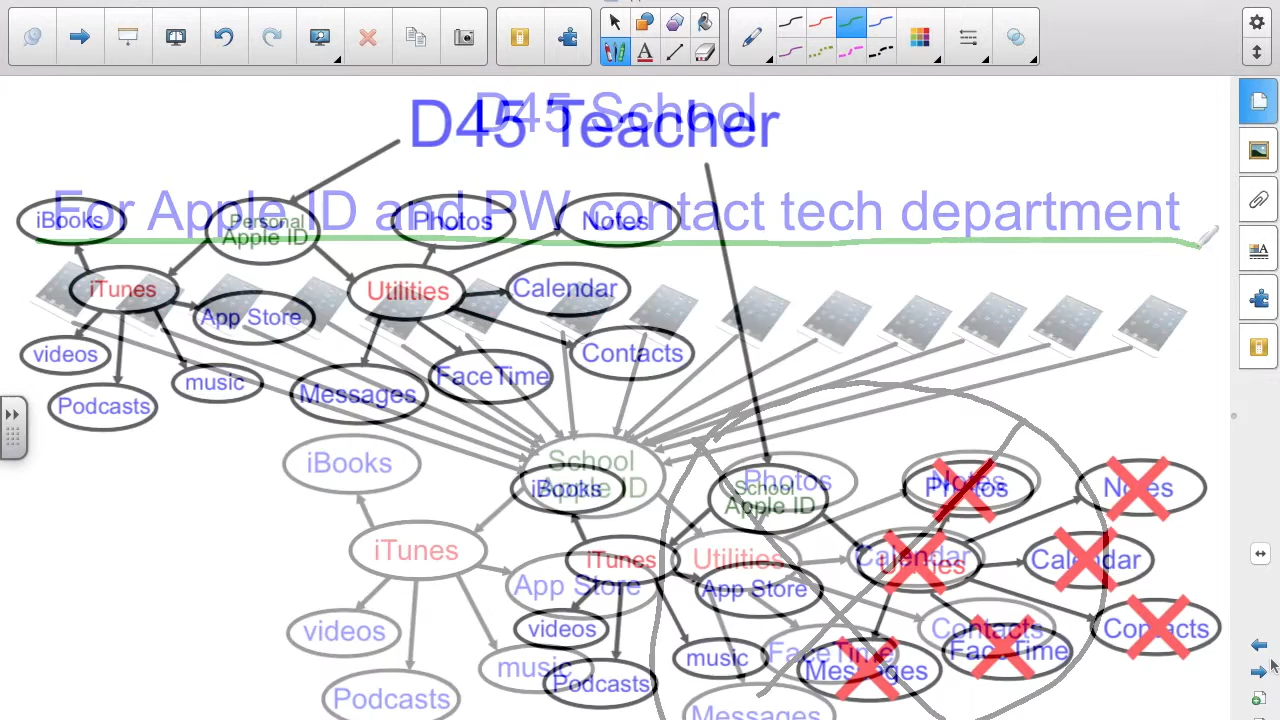 D45 School
D45 Teacher
For Apple ID and PW contact tech department
iBooks
Personal
Apple ID
Photos
Notes
iTunes
Utilities
Calendar
App Store
videos
Contacts
music
FaceTime
Messages
Podcasts
iBooks
School
Apple ID
iBooks
Photos
School
Apple ID
Notes
Photos
Notes
iTunes
iTunes
Utilities
Calendar
Utilities
Calendar
App Store
App Store
videos
videos
Contacts
Contacts
music
music
FaceTime
FaceTime
Messages
Podcasts
Podcasts
Messages